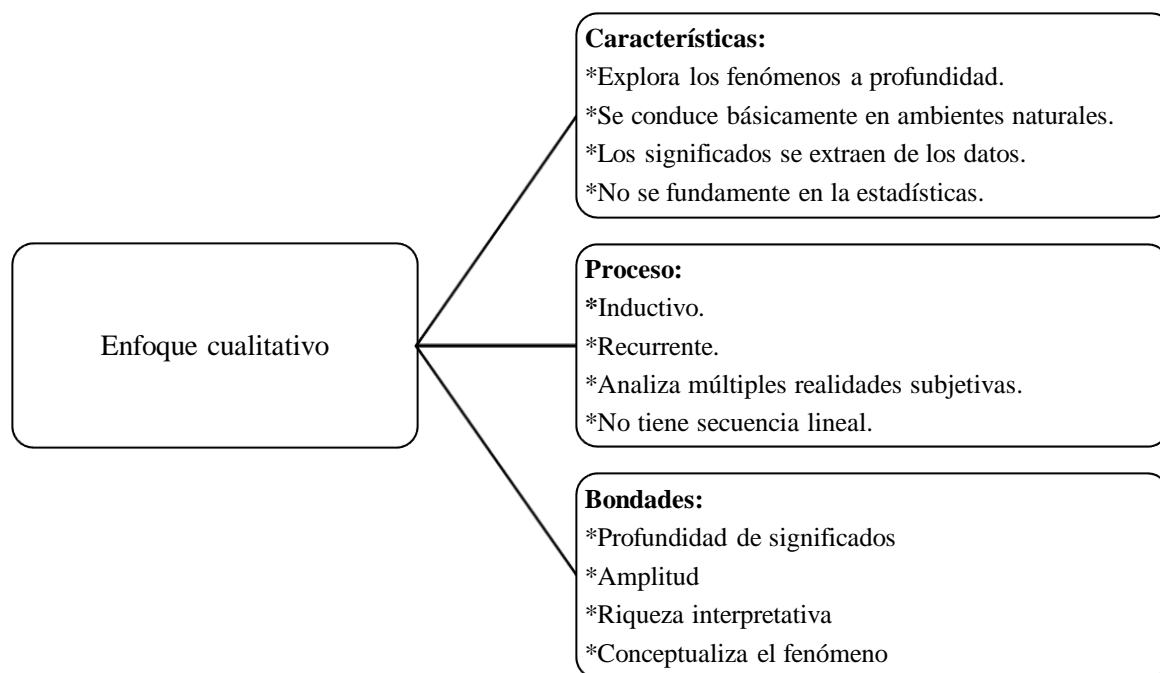 Enfoque cualitativo
Características:
*Explora los fenómenos a profundidad.
*Se conduce básicamente en ambientes naturales.
*Los significados se extraen de los datos.
*No se fundamente en la estadísticas.
Proceso:
*Inductivo.
*Recurrente.
*Analiza múltiples realidades subjetivas.
*No tiene secuencia lineal.
Bondades:
*Profundidad de significados
*Amplitud
*Riqueza interpretativa
*Conceptualiza el fenómeno